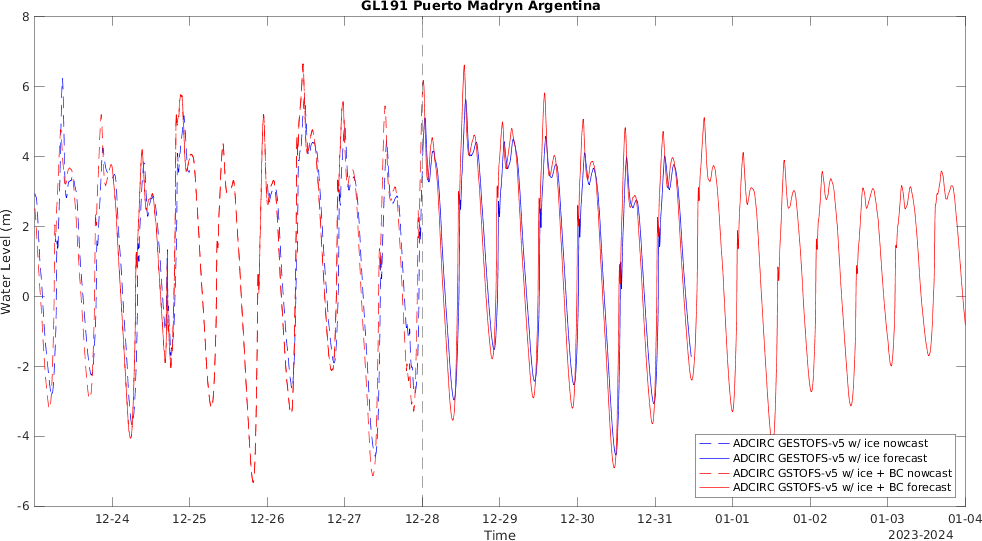 GL191 Puerto Madryn Argentina
8
6
4
2
0
-2
-4
-6
Water Level (m)
ADCIRC GESTOFS-v5 w/ ice nowcast
ADCIRC GESTOFS-v5 w/ ice forecast
ADCIRC GSTOFS-v5 w/ ice + BC nowcast
ADCIRC GSTOFS-v5 w/ ice + BC forecast
12-24 12-25 12-26 12-27 12-28 12-29 12-30 12-31 01-01 01-02 01-03 01-04
Time
2023-2024